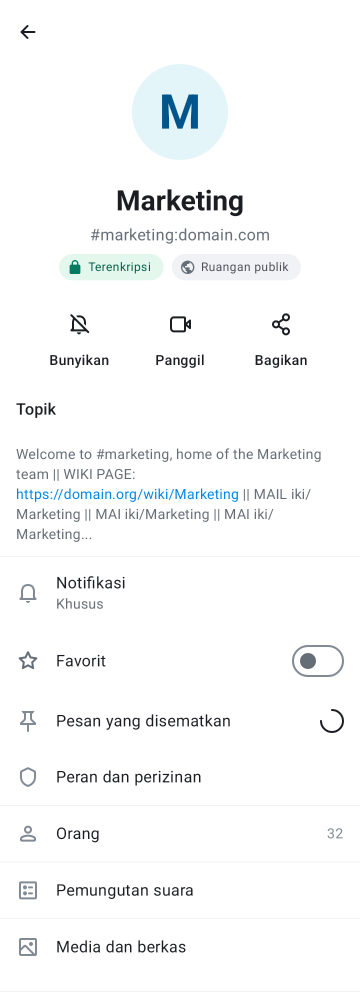 M
Marketing
#marketing:domain.com
Terenkripsi
Ruangan publik
Bunyikan
Panggil
Bagikan
Topik
Welcome to #marketing, home of the Marketing
team || WIKI PAGE:
https://domain.org/wiki/Marketing || MAIL iki/
Marketing || MAI iki/Marketing || MAI iki/
Marketing...
Notifikasi
Khusus
Favorit
Pesan yang disematkan
Peran dan perizinan
Orang
32
Pemungutan suara
Media dan berkas